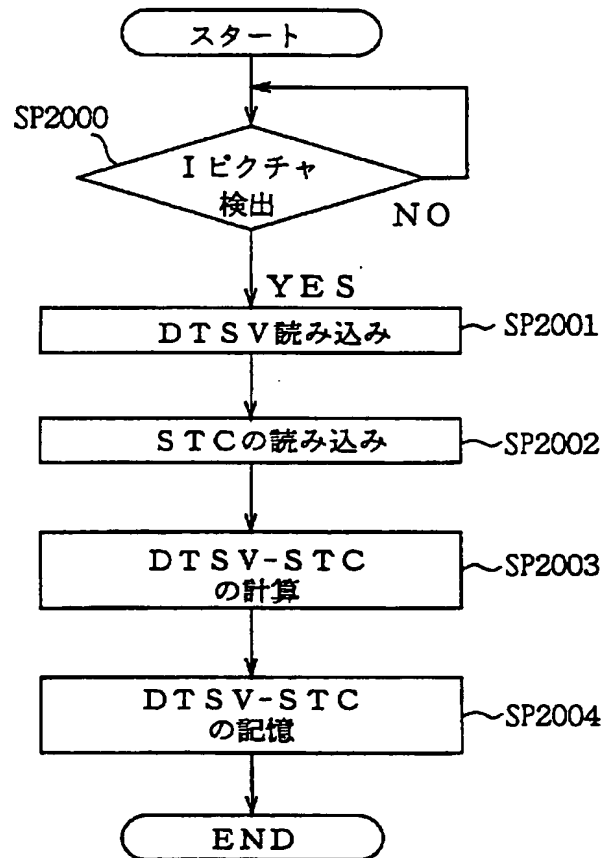 スタート
SP2000
Iピクチャ
検出
NO
YES
DTSV読み込み
SP2001
STCの読み込み
SP2002
DTSV-STC
の計算
SP2003
DTSV-STC
の記憶
SP2004
END